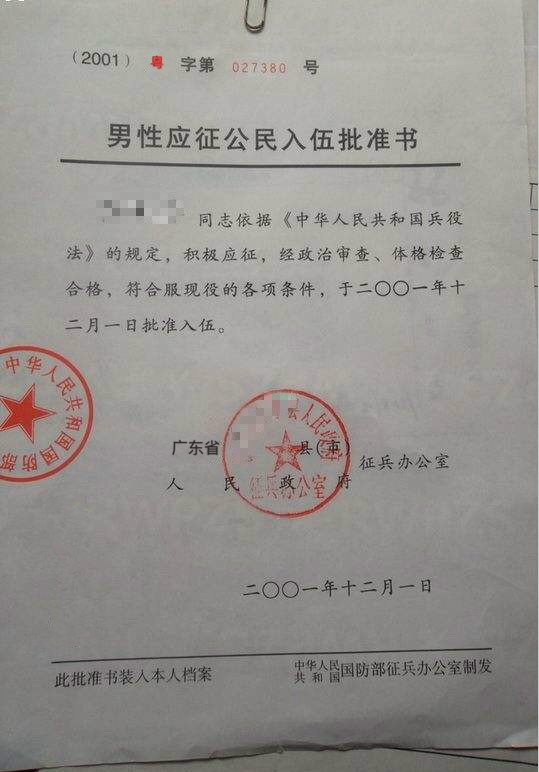 （2001）粤 字第 027380 号
男性应征公民入伍批准书
同志依据《中华人民共和国兵役
法》的规定，积极应征，经政治审查、体格检查
合格，符合服现役的各项条件，于二〇〇一年十
二月一日批准入伍。
中华人民共和国国防部
广东省 县(市) 征兵办公室
人民政府
县人民政府
征兵办公室
二〇〇一年十二月一日
此批准书装入本人档案
中华人民共和国国防部征兵办公室制发